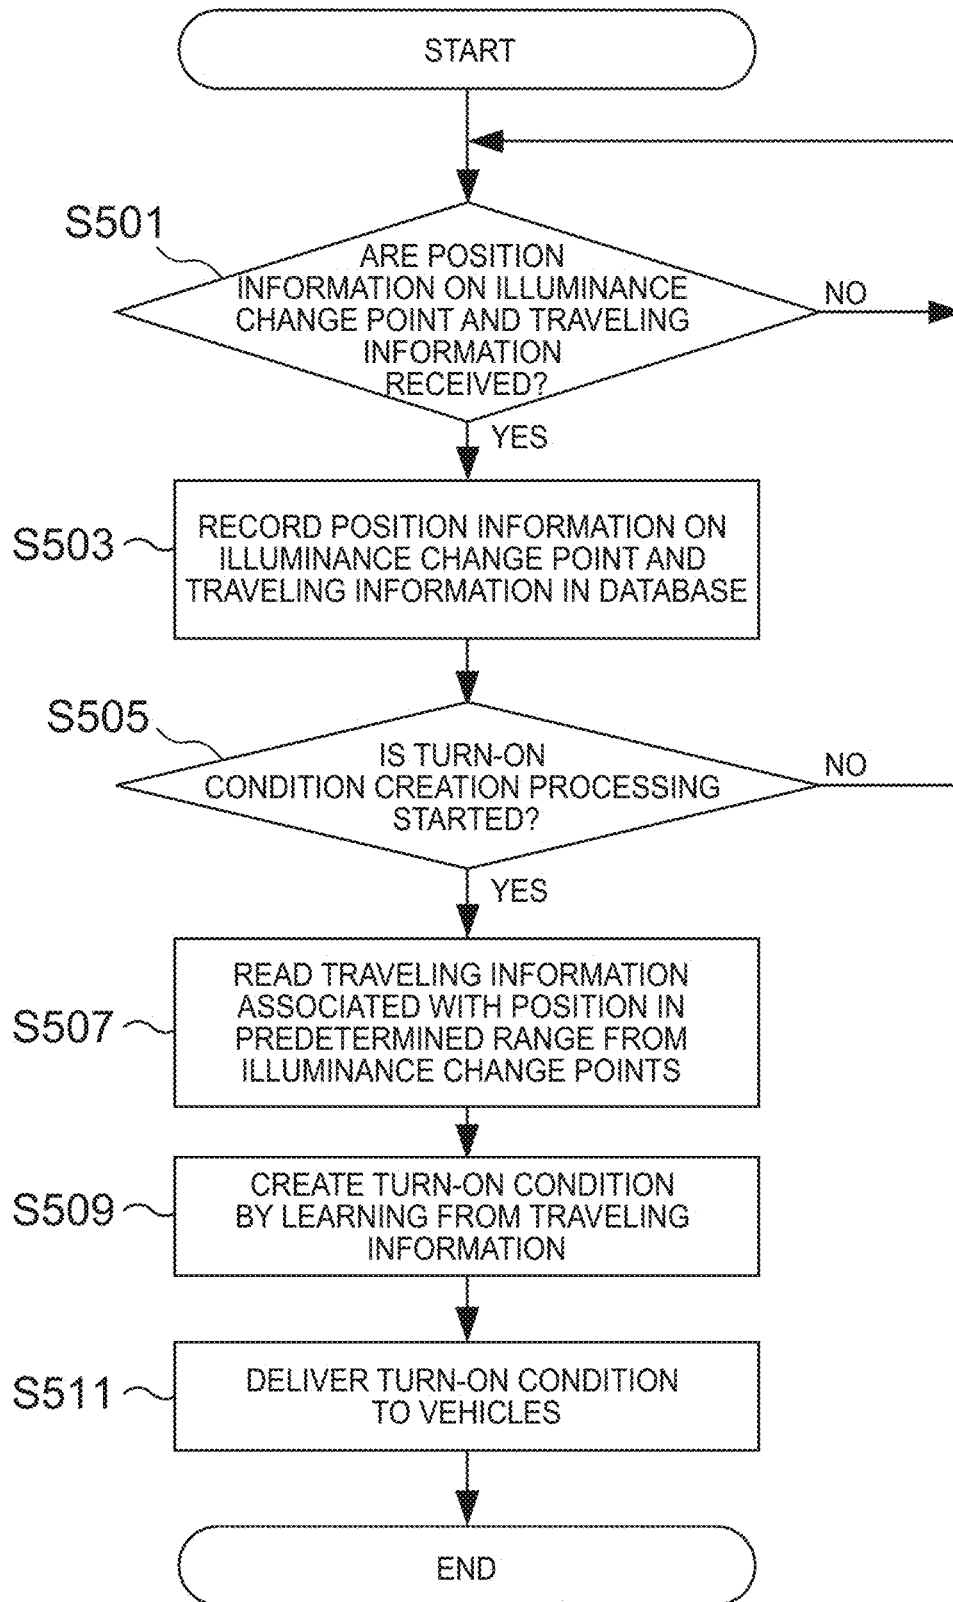 START
S501
ARE POSITION
INFORMATION ON ILLUMINANCE
CHANGE POINT AND TRAVELING
INFORMATION
RECEIVED?
NO
YES
S503
RECORD POSITION INFORMATION ON
ILLUMINANCE CHANGE POINT AND
TRAVELING INFORMATION IN DATABASE
S505
IS TURN-ON
CONDITION CREATION PROCESSING
STARTED?
NO
YES
S507
READ TRAVELING INFORMATION
ASSOCIATED WITH POSITION IN
PREDETERMINED RANGE FROM
ILLUMINANCE CHANGE POINTS
S509
CREATE TURN-ON CONDITION
BY LEARNING FROM TRAVELING
INFORMATION
S511
DELIVER TURN-ON CONDITION
TO VEHICLES
END